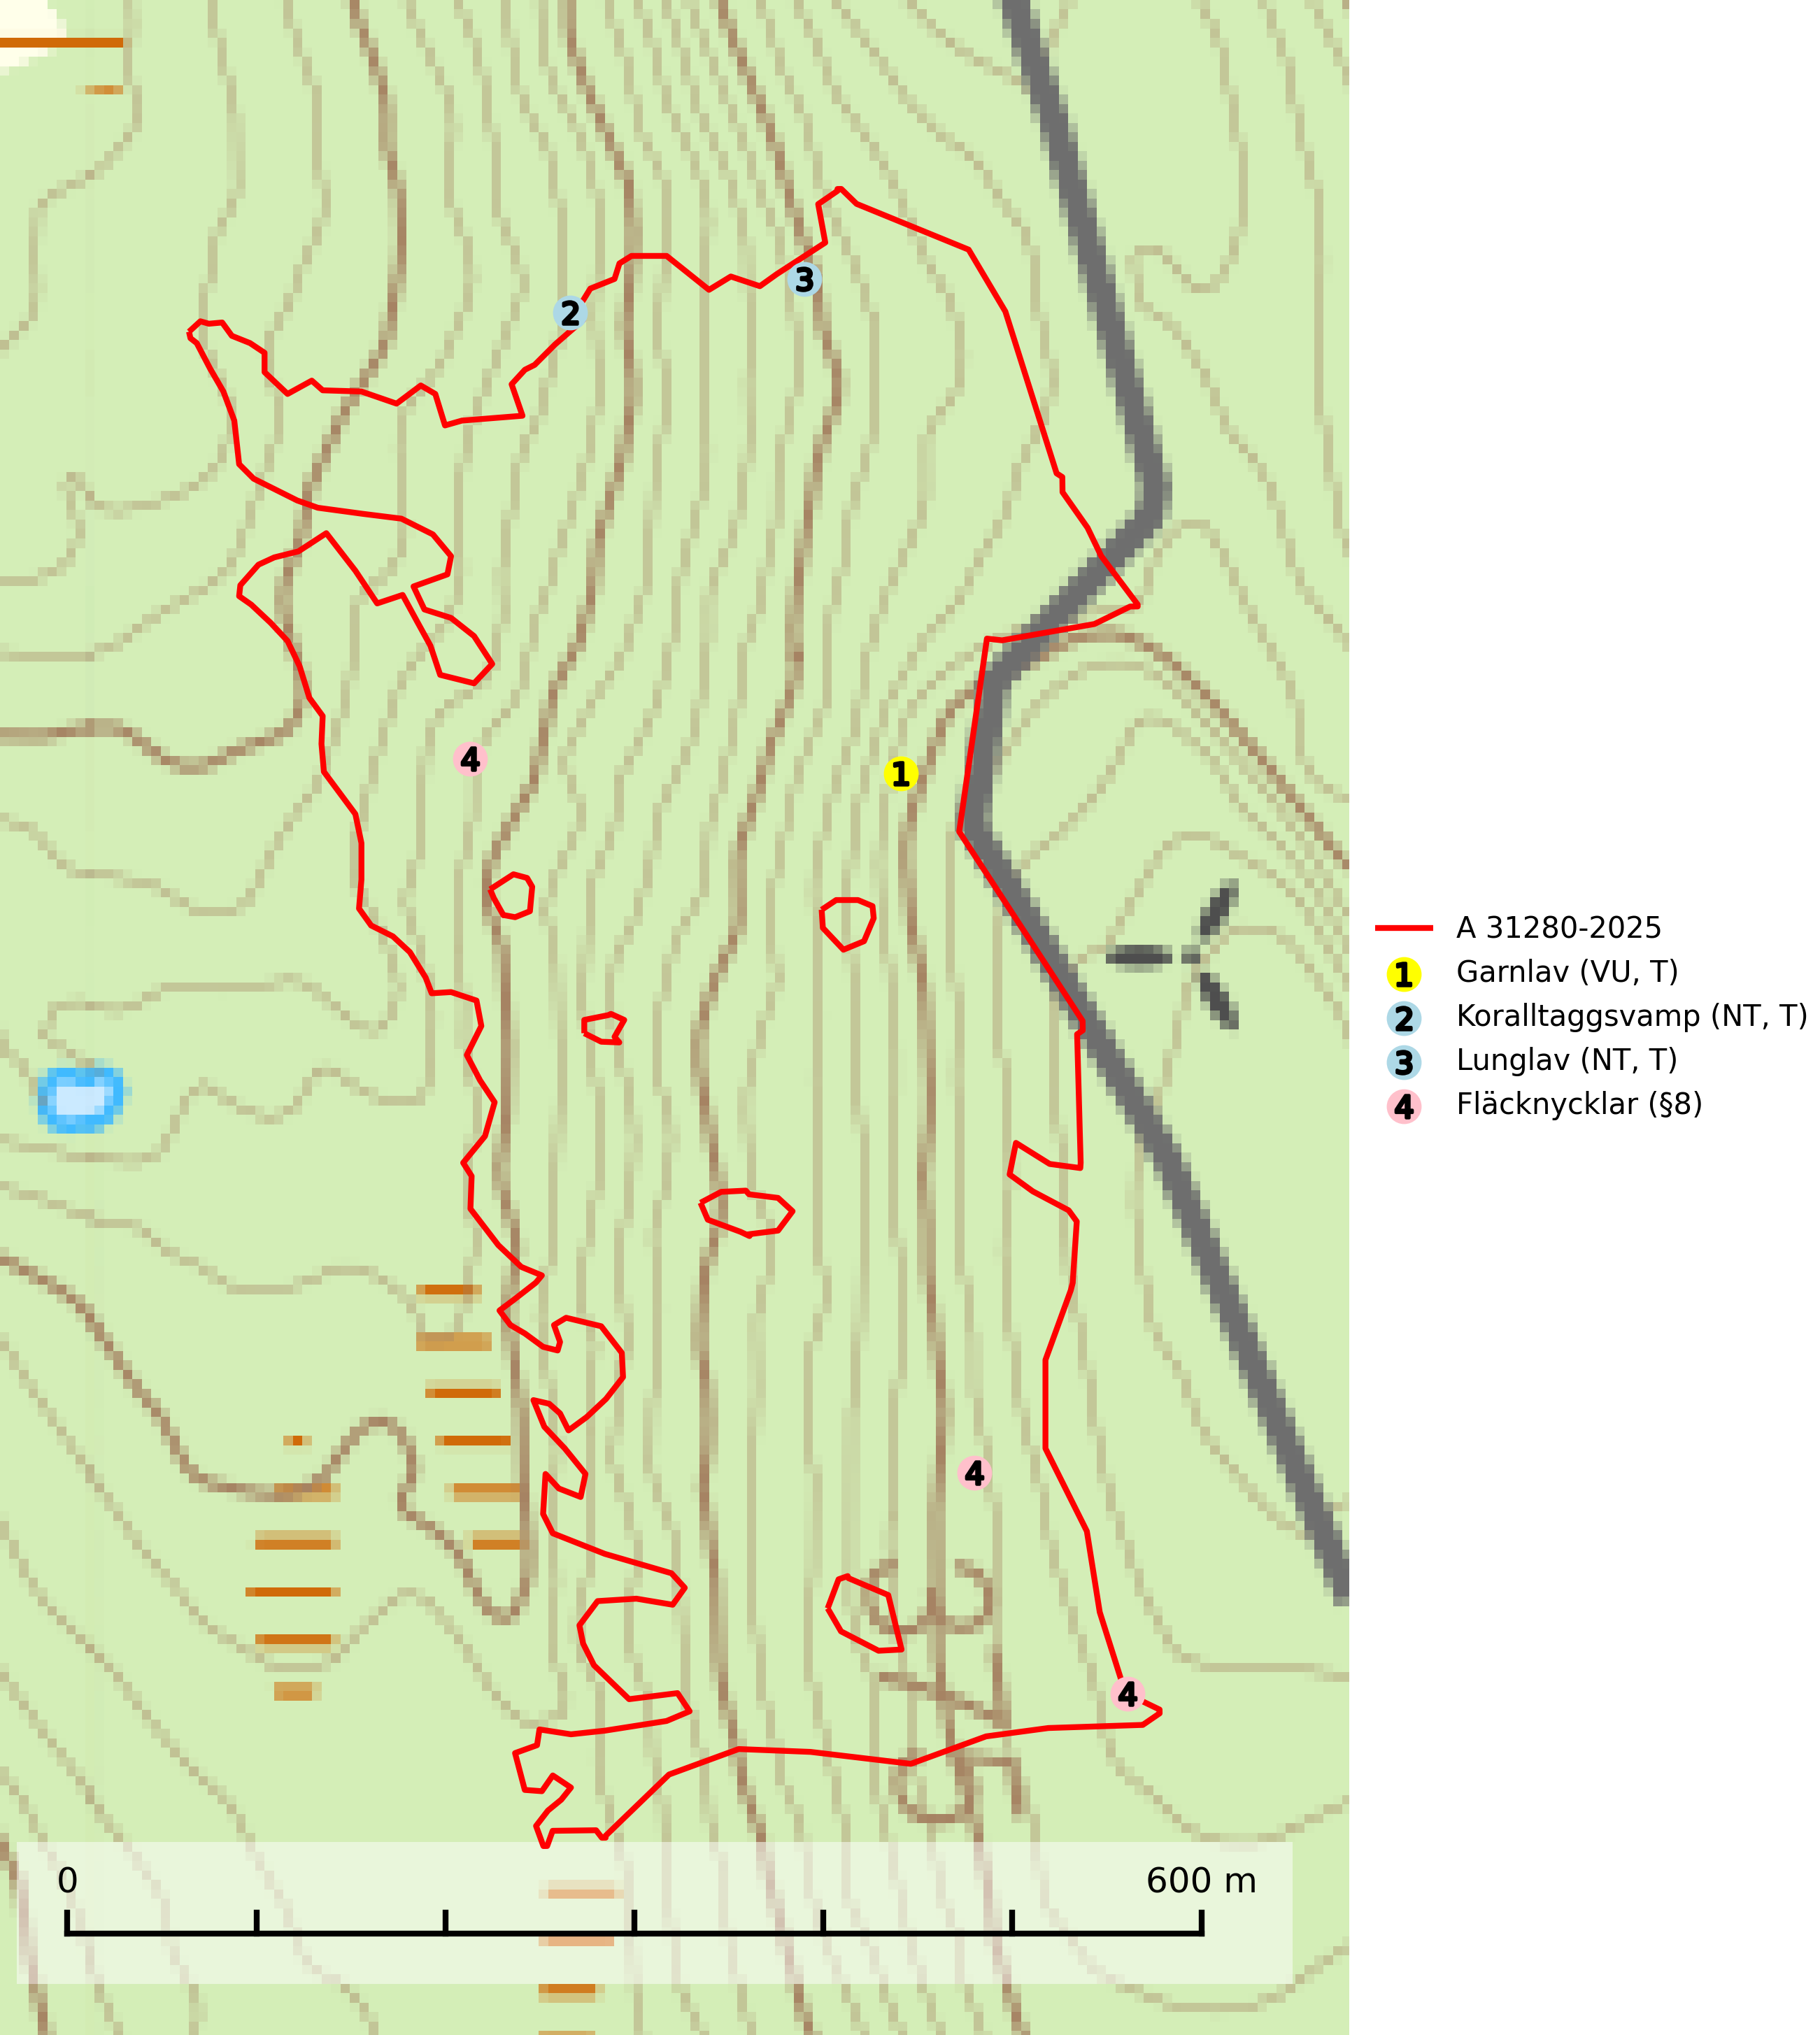 3
2
4
1
A 31280-2025
1 Garnlav (VU, T)
2 Koralltaggsvamp (NT, T)
3 Lunglav (NT, T)
4 Fläcknycklar (§8)
4
4
0 600 m